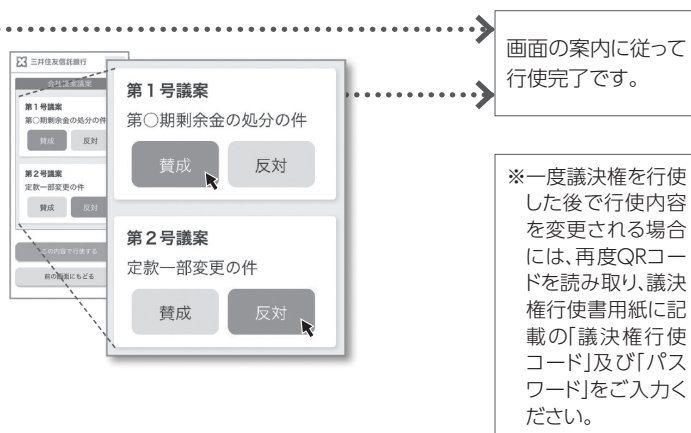 三井住友信託銀行
会社提案議案
第1号議案
第○期剰余金の処分の件
賛成 反対
第2号議案
定款一部変更の件
賛成 反対
この内容で行使する
前の画面にもどる
第1号議案
第○期剰余金の処分の件
賛成 反対
第2号議案
定款一部変更の件
賛成 反対
画面の案内に従って
行使完了です。
※一度議決権を行使
した後で行使内容
を変更される場合
には、再度QRコー
ドを読み取り、議決
権行使書用紙に記
載の「議決権行使
コード」及び「パス
ワード」をご入力く
ださい。